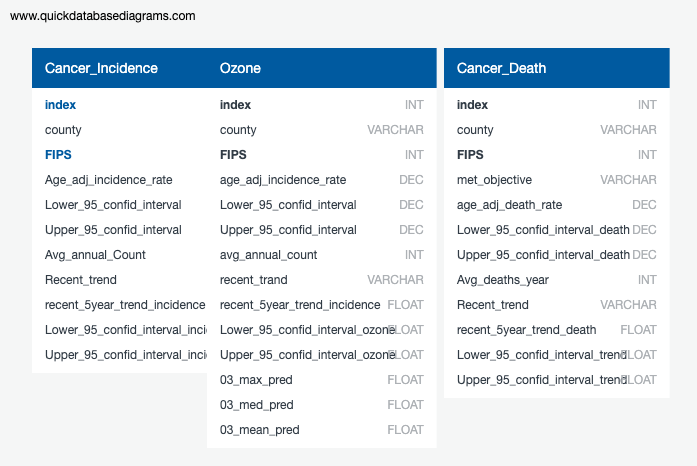 www.quickdatabasediagrams.com
Cancer_Incidence
index
county
FIPS
Age_adj_incidence_rate
Lower_95_confid_interval
Upper_95_confid_interval
Avg_annual_Count
Recent_trend
recent_5year_trend_incidence
Lower_95_confid_interval_inci
Upper_95_confid_interval_inci
Ozone
index INT
county VARCHAR
FIPS INT
age_adj_incidence_rate DEC
Lower_95_confid_interval DEC
Upper_95_confid_interval DEC
avg_annual_count INT
recent_trand VARCHAR
recent_5year_trend_incidence FLOAT
Lower_95_confid_interval_ozone FLOAT
Upper_95_confid_interval_ozone FLOAT
03_max_pred FLOAT
03_med_pred FLOAT
03_mean_pred FLOAT
Cancer_Death
index INT
county VARCHAR
FIPS INT
met_objective VARCHAR
age_adj_death_rate DEC
Lower_95_confid_interval_death DEC
Upper_95_confid_interval_death DEC
Avg_deaths_year INT
Recent_trend VARCHAR
recent_5year_trend_death FLOAT
Lower_95_confid_interval_trend FLOAT
Upper_95_confid_interval_trend FLOAT